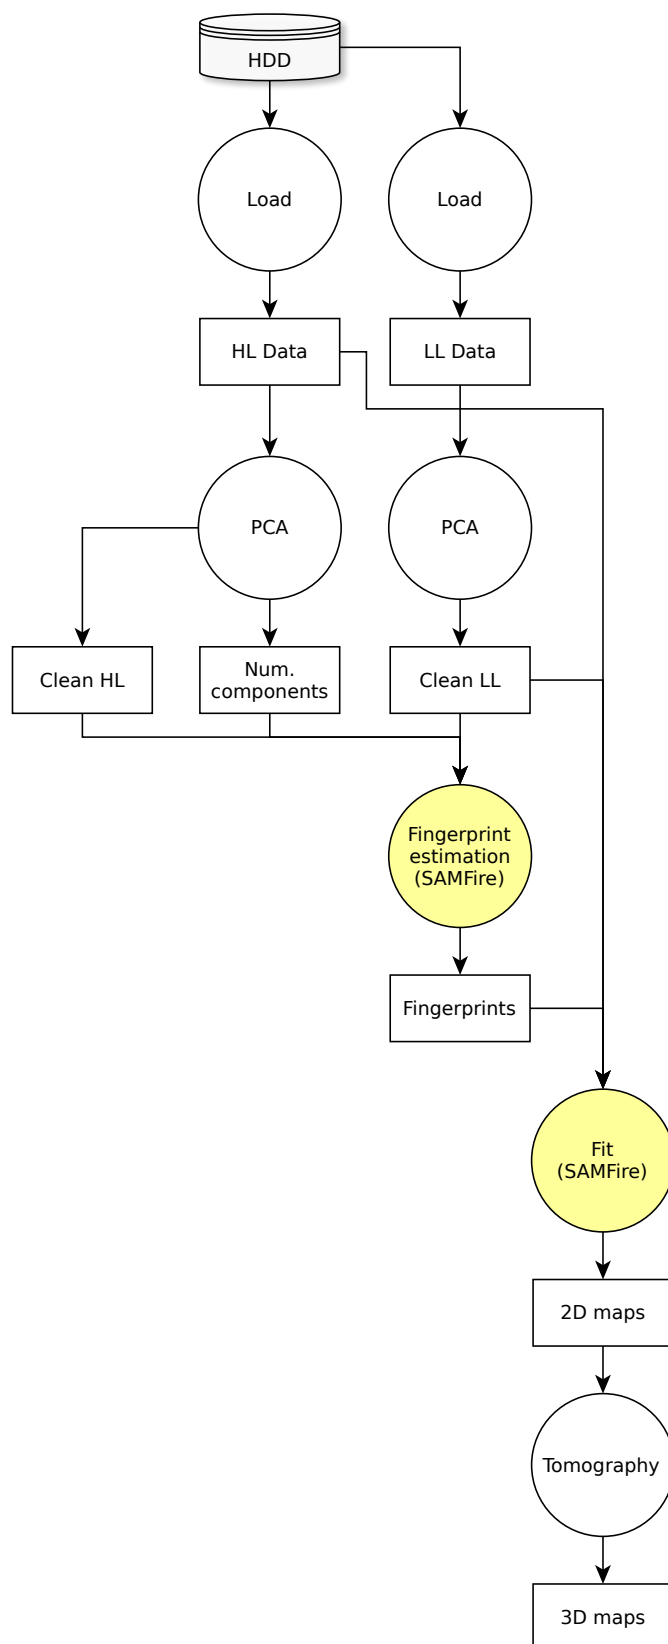 HDD
Load
Load
HL Data
LL Data
PCA
PCA
Clean HL
Num.
components
Clean LL
Fingerprint
estimation
(SAMFire)
Fingerprints
Fit
(SAMFire)
2D maps
Tomography
3D maps